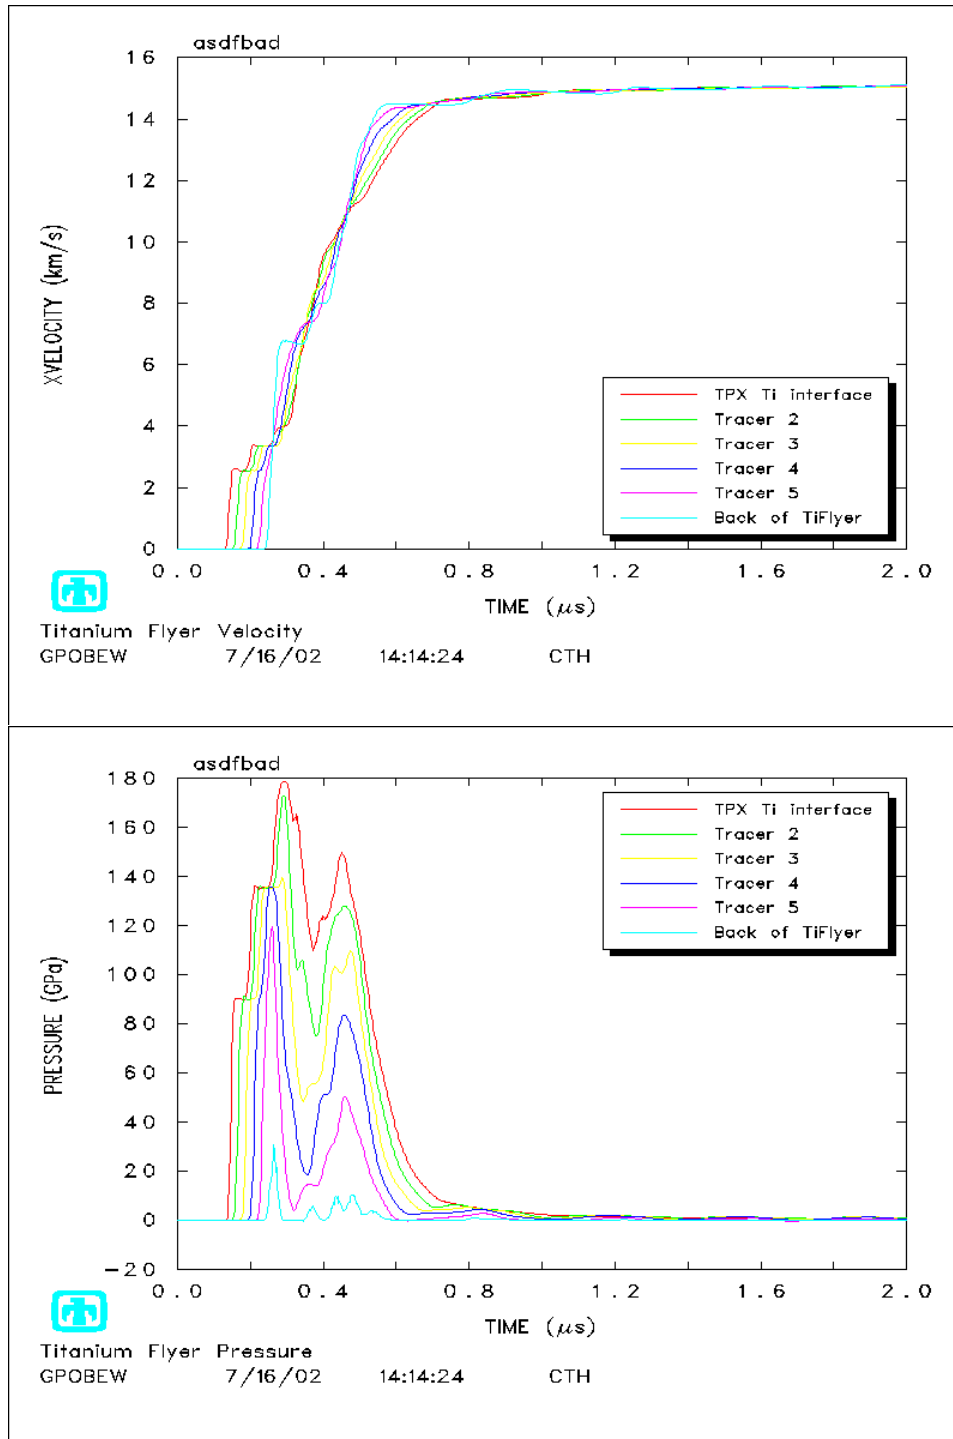 asdfbad
16
14
12
10
8
6
4
2
0
XVELOCITY (km/s)
TPX Ti interface
Tracer 2
Tracer 3
Tracer 4
Tracer 5
Back of TiFlyer
0.0 0.4 0.8 1.2 1.6 2.0
TIME (μs)
Titanium Flyer Velocity
GPOBEW 7/16/02 14:14:24 CTH
asdfbad
180
160
140
120
100
80
60
40
20
0
-20
PRESSURE (GPa)
TPX Ti interface
Tracer 2
Tracer 3
Tracer 4
Tracer 5
Back of TiFlyer
0.0 0.4 0.8 1.2 1.6 2.0
TIME (μs)
Titanium Flyer Pressure
GPOBEW 7/16/02 14:14:24 CTH